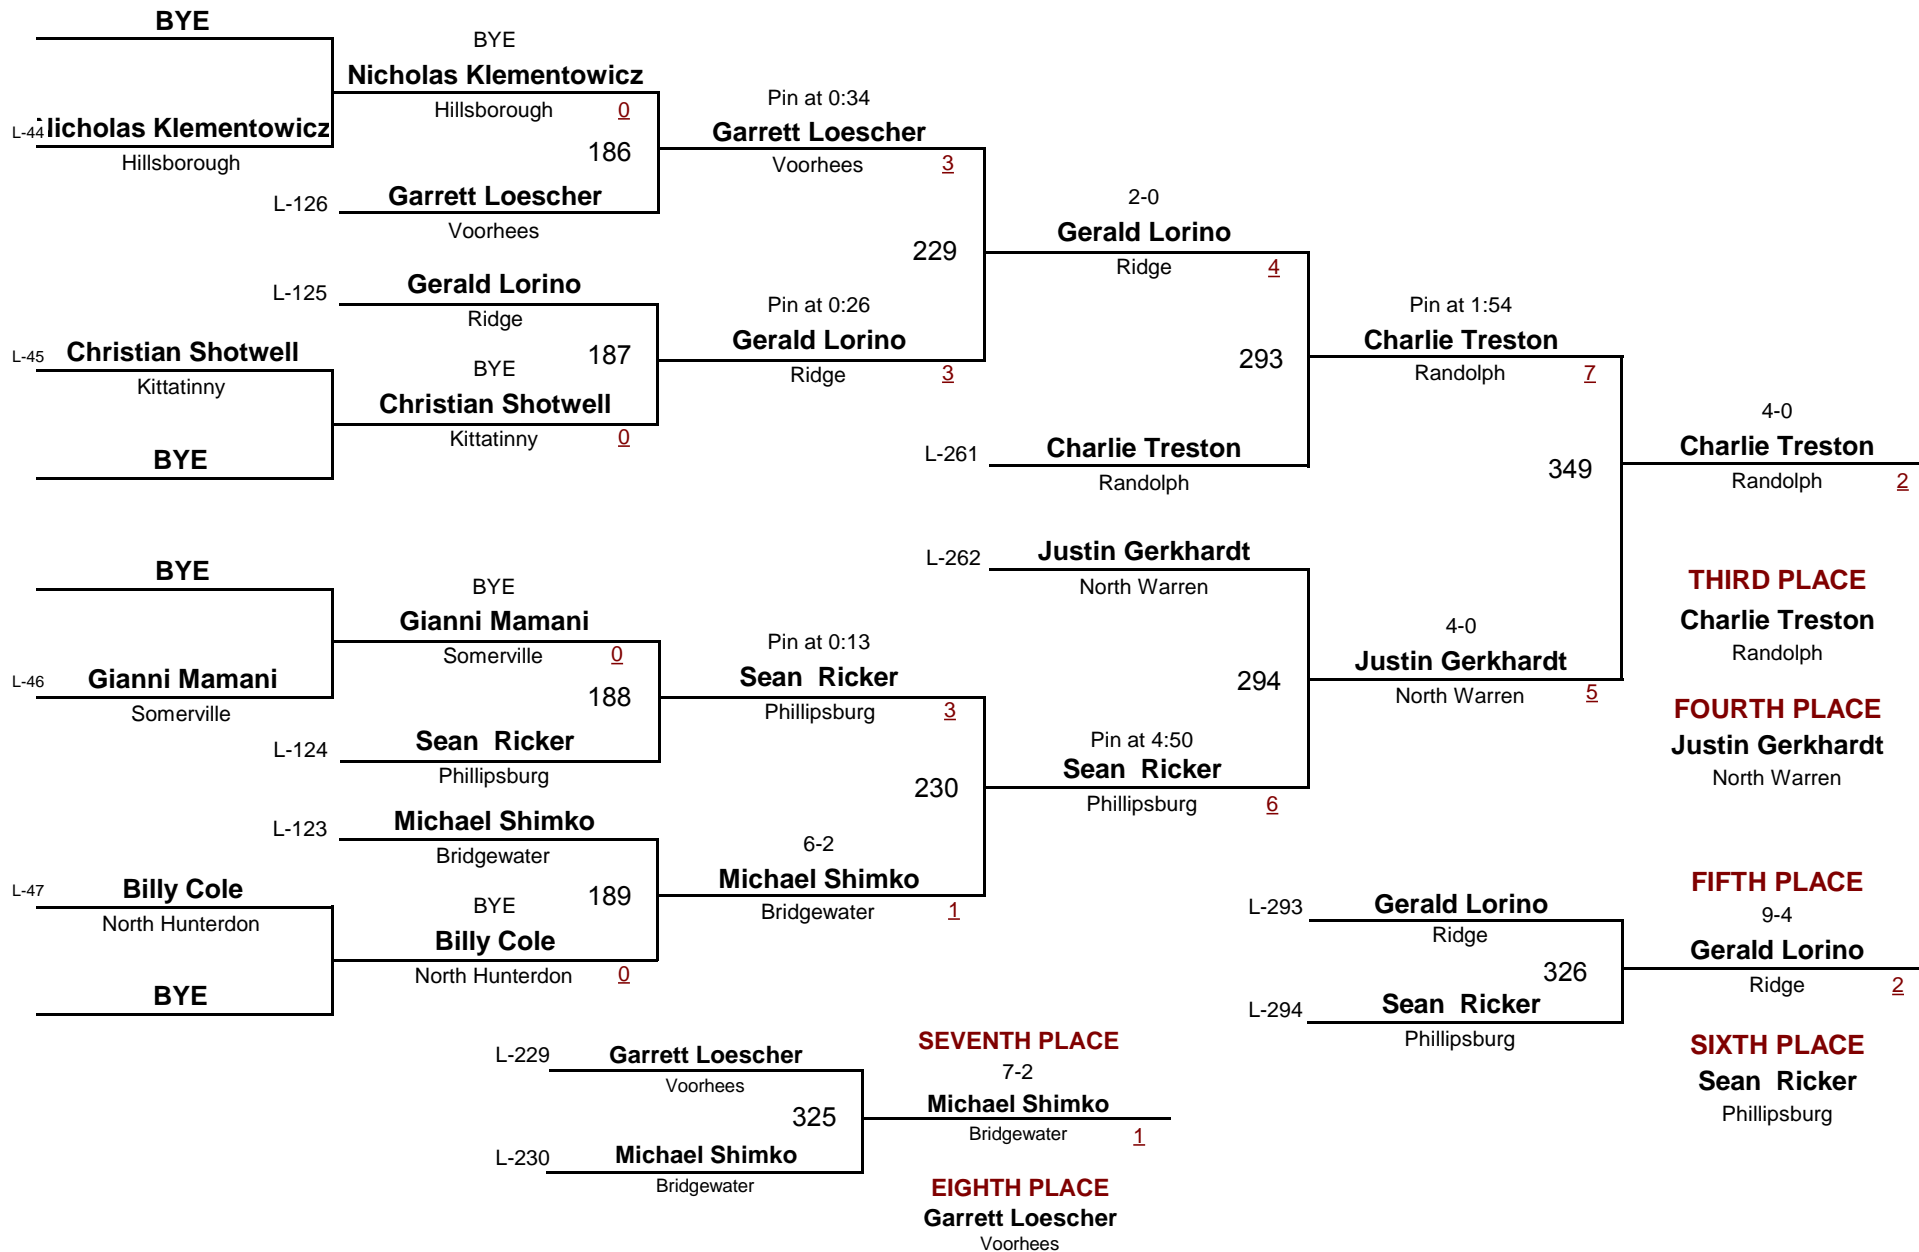 BYE
BYE
Nicholas Klementowicz
Hillsborough 0
L-44 Nicholas Klementowicz
Hillsborough
186
Pin at 0:34
Garrett Loescher
Voorhees 3
L-126 Garrett Loescher
Voorhees
229
2-0
Gerald Lorino
Ridge 4
L-125 Gerald Lorino
Ridge
187
Pin at 0:26
Gerald Lorino
Ridge 3
L-45 Christian Shotwell
Kittatinny
BYE
Christian Shotwell
Kittatinny 0
BYE
293
Pin at 1:54
Charlie Treston
Randolph 7
L-261 Charlie Treston
Randolph
349
4-0
Charlie Treston
Randolph 2
BYE
BYE
Gianni Mamani
Somerville 0
L-46 Gianni Mamani
Somerville
188
Pin at 0:13
Sean Ricker
Phillipsburg 3
L-124 Sean Ricker
Phillipsburg
L-262 Justin Gerkhardt
North Warren
294
4-0
Justin Gerkhardt
North Warren 5
THIRD PLACE
Charlie Treston
Randolph
FOURTH PLACE
Justin Gerkhardt
North Warren
230
Pin at 4:50
Sean Ricker
Phillipsburg 6
L-123 Michael Shimko
Bridgewater
189
6-2
Michael Shimko
Bridgewater 1
L-47 Billy Cole
North Hunterdon
BYE
Billy Cole
North Hunterdon 0
BYE
L-293 Gerald Lorino
Ridge
326
L-294 Sean Ricker
Phillipsburg
FIFTH PLACE
9-4
Gerald Lorino
Ridge 2
SIXTH PLACE
Sean Ricker
Phillipsburg
L-229 Garrett Loescher
Voorhees
325
L-230 Michael Shimko
Bridgewater
SEVENTH PLACE
7-2
Michael Shimko
Bridgewater 1
EIGHTH PLACE
Garrett Loescher
Voorhees